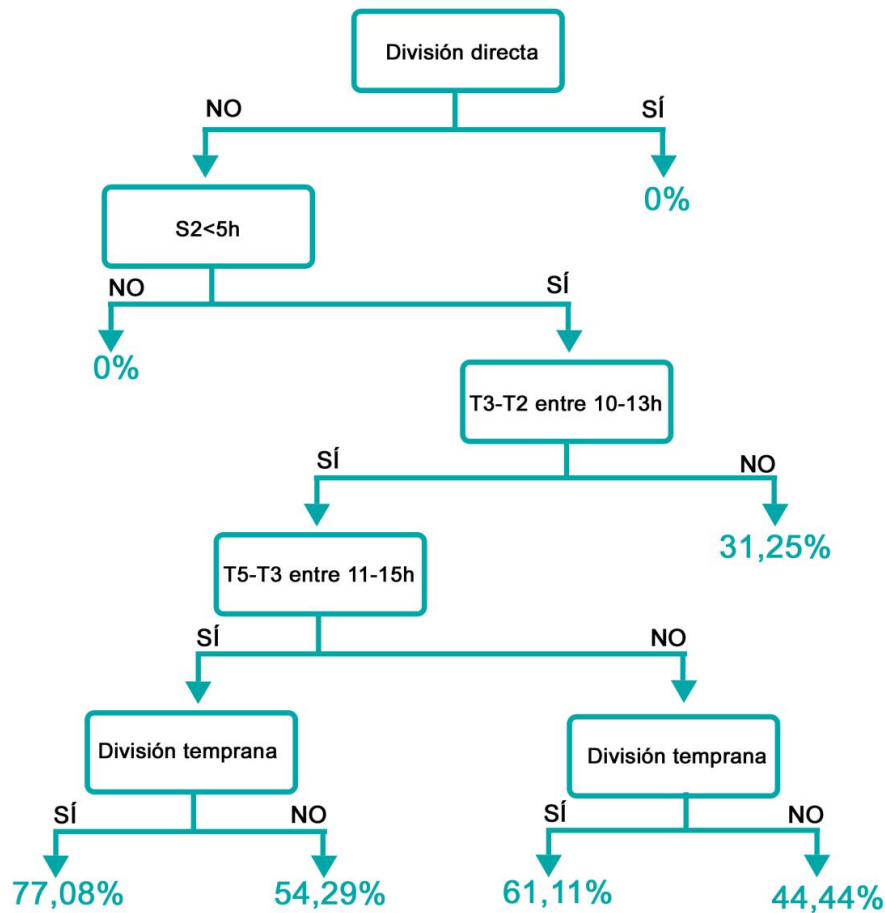 División directa
NO
SÍ
0%
S2<5h
NO
SÍ
0%
T3-T2 entre 10-13h
SÍ
NO
31,25%
T5-T3 entre 11-15h
SÍ
NO
División temprana
División temprana
SÍ
NO
SÍ
NO
77,08%
54,29%
61,11%
44,44%